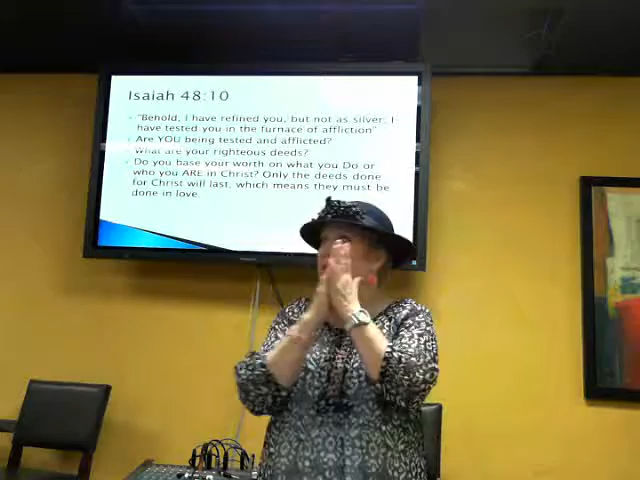 Isaiah 48:10
"Behold, I have refined you, but not as silver; I
have tested you in the furnace of affliction"
Are YOU being tested and afflicted?
What are your righteous deeds?
Do you base your worth on what you Do or
who you ARE in Christ? Only the deeds done
for Christ will last, which means they must be
done in love.